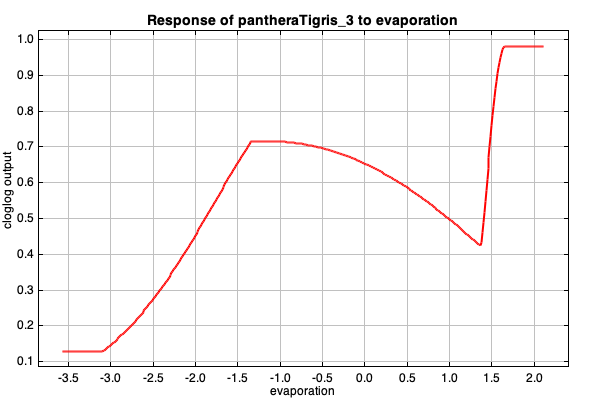 Response of pantheraTigris_3 to evaporation
cloglog output
1.0
0.9
0.8
0.7
0.6
0.5
0.4
0.3
0.2
0.1
-3.5 -3.0 -2.5 -2.0 -1.5 -1.0 -0.5 0.0 0.5 1.0 1.5 2.0
evaporation